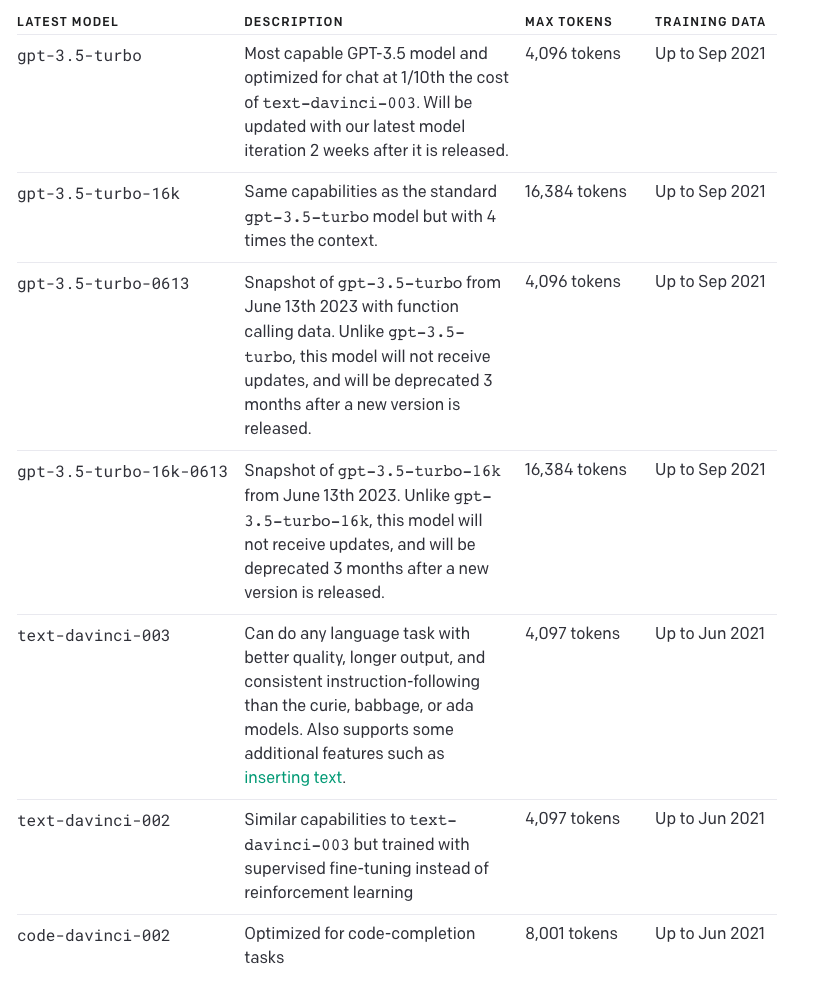 LATEST MODEL DESCRIPTION MAX TOKENS TRAINING DATA
gpt-3.5-turbo Most capable GPT-3.5 model and 4,096 tokens Up to Sep 2021
optimized for chat at 1/10th the cost
of text-davinci-003. Will be
updated with our latest model
iteration 2 weeks after it is released.
gpt-3.5-turbo-16k Same capabilities as the standard 16,384 tokens Up to Sep 2021
gpt-3.5-turbo model but with 4
times the context.
gpt-3.5-turbo-0613 Snapshot of gpt-3.5-turbo from 4,096 tokens Up to Sep 2021
June 13th 2023 with function
calling data. Unlike gpt-3.5-
turbo, this model will not receive
updates, and will be deprecated 3
months after a new version is
released.
gpt-3.5-turbo-16k-0613 Snapshot of gpt-3.5-turbo-16k 16,384 tokens Up to Sep 2021
from June 13th 2023. Unlike gpt-
3.5-turbo-16k, this model will
not receive updates, and will be
deprecated 3 months after a new
version is released.
text-davinci-003 Can do any language task with 4,097 tokens Up to Jun 2021
better quality, longer output, and
consistent instruction-following
than the curie, babbage, or ada
models. Also supports some
additional features such as
inserting text.
text-davinci-002 Similar capabilities to text- 4,097 tokens Up to Jun 2021
davinci-003 but trained with
supervised fine-tuning instead of
reinforcement learning
code-davinci-002 Optimized for code-completion 8,001 tokens Up to Jun 2021
tasks